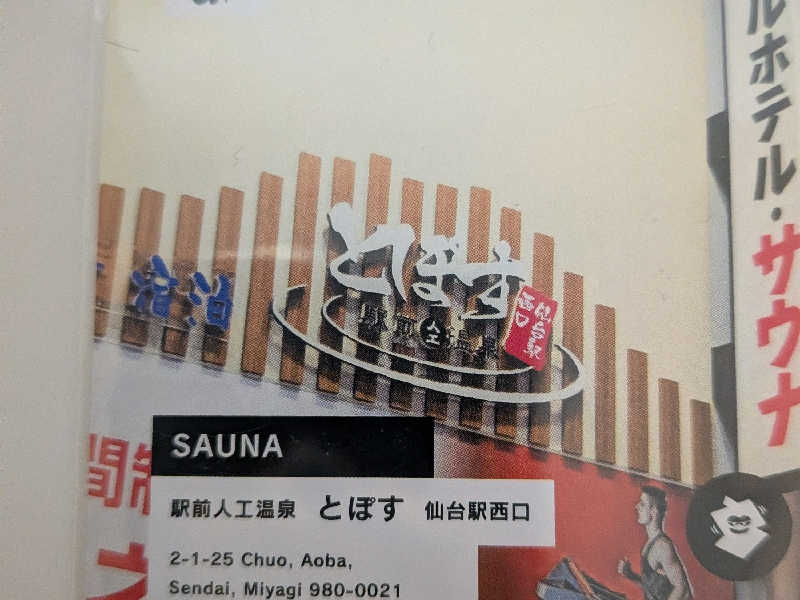 ルホテル・サウナ
宿泊
とぽす
駅前人工温泉
仙台駅
西口
SAUNA
間
駅前人工温泉 とぽす 仙台駅西口
2-1-25 Chuo, Aoba,
Sendai, Miyagi 980-0021